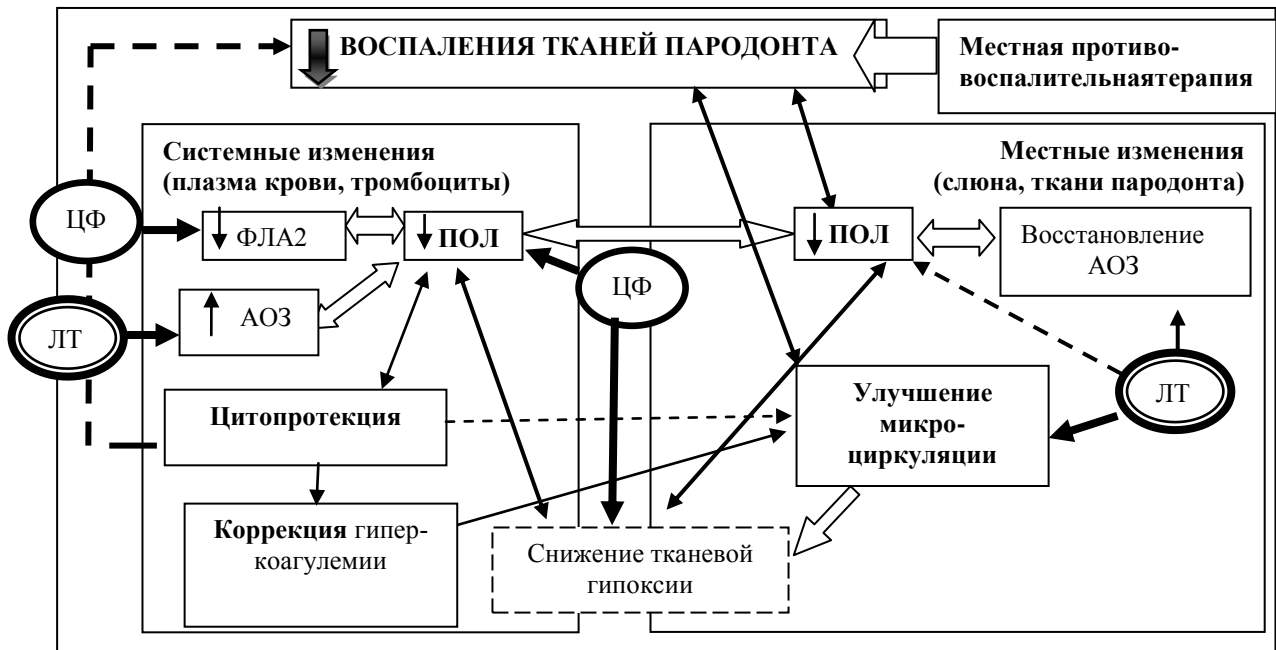 ВОСПАЛЕНИЯ ТКАНЕЙ ПАРОДОНТА
Местная противо-
воспалительнаятерапия
Системные изменения
(плазма крови, тромбоциты)
Местные изменения
(слюна, ткани пародонта)
ЦФ
ФЛА2
ПОЛ
ПОЛ
Восстановление
АОЗ
ЦФ
ЛТ
АОЗ
ЛТ
Цитопротекция
Улучшение
микро-
циркуляции
Коррекция гипер-
коагулемии
Снижение тканевой
гипоксии